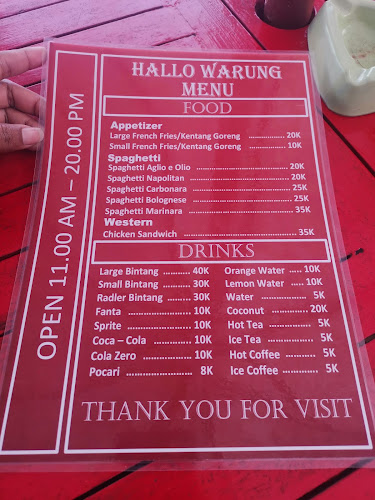 HALLO WARUNG
MENU
FOOD
Appetizer
Large French Fries/Kentang Goreng ................ 20K
Small French Fries/Kentang Goreng ................ 10K
Spaghetti
Spaghetti Aglio e Olio ................ 20K
Spaghetti Napolitan ................ 20K
Spaghetti Carbonara ................ 25K
Spaghetti Bolognese ................ 25K
Spaghetti Marinara ................ 35K
Western
Chicken Sandwich ................ 35K
DRINKS
Large Bintang .......... 40K
Small Bintang .......... 30K
Radler Bintang ........ 30K
Fanta ................ 10K
Sprite ................ 10K
Coca – Cola .............. 10K
Cola Zero .............. 10K
Pocari ................ 8K
Orange Water ..... 10K
Lemon Water ..... 10K
Water ................ 5K
Coconut ............. 20K
Hot Tea .............. 5K
Ice Tea ............... 5K
Hot Coffee ........... 5K
Ice Coffee ............. 5K
THANK YOU FOR VISIT
OPEN 11.00 AM – 20.00 PM